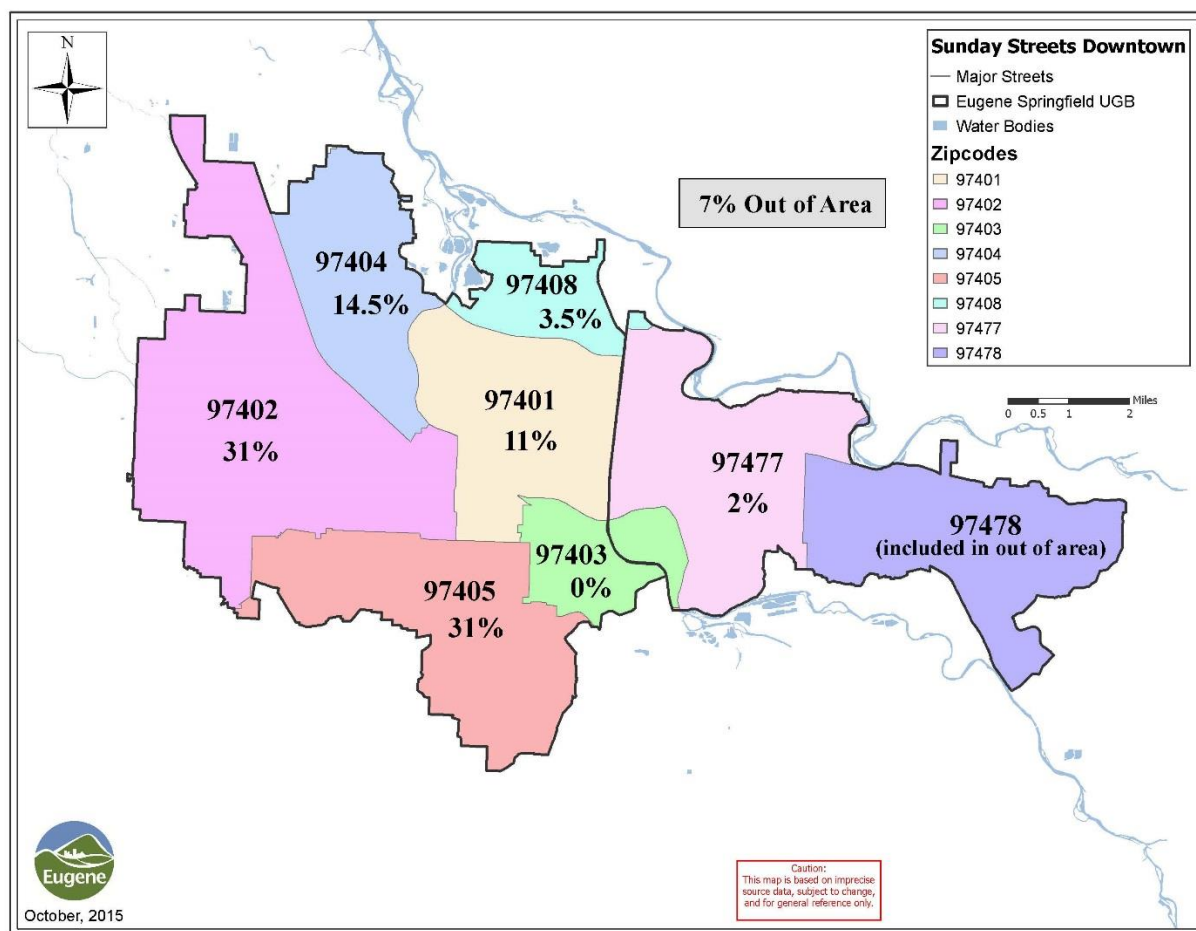 N
Sunday Streets Downtown
Major Streets
Eugene Springfield UGB
Water Bodies
Zipcodes
97401
97402
97403
97404
97405
97408
97477
97478
7% Out of Area
97404
14.5%
97408
3.5%
97402
31%
97401
11%
97477
2%
97478
(included in out of area)
97403
0%
97405
31%
Miles
0 0.5 1 2
Eugene
October, 2015
Caution:
This map is based on imprecise
source data, subject to change,
and for general reference only.